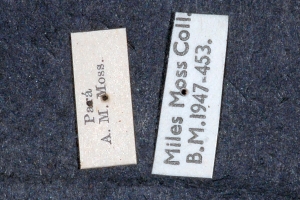 Pará
A. M. Moss.
Miles Moss Coll.
B.M.1947-453.